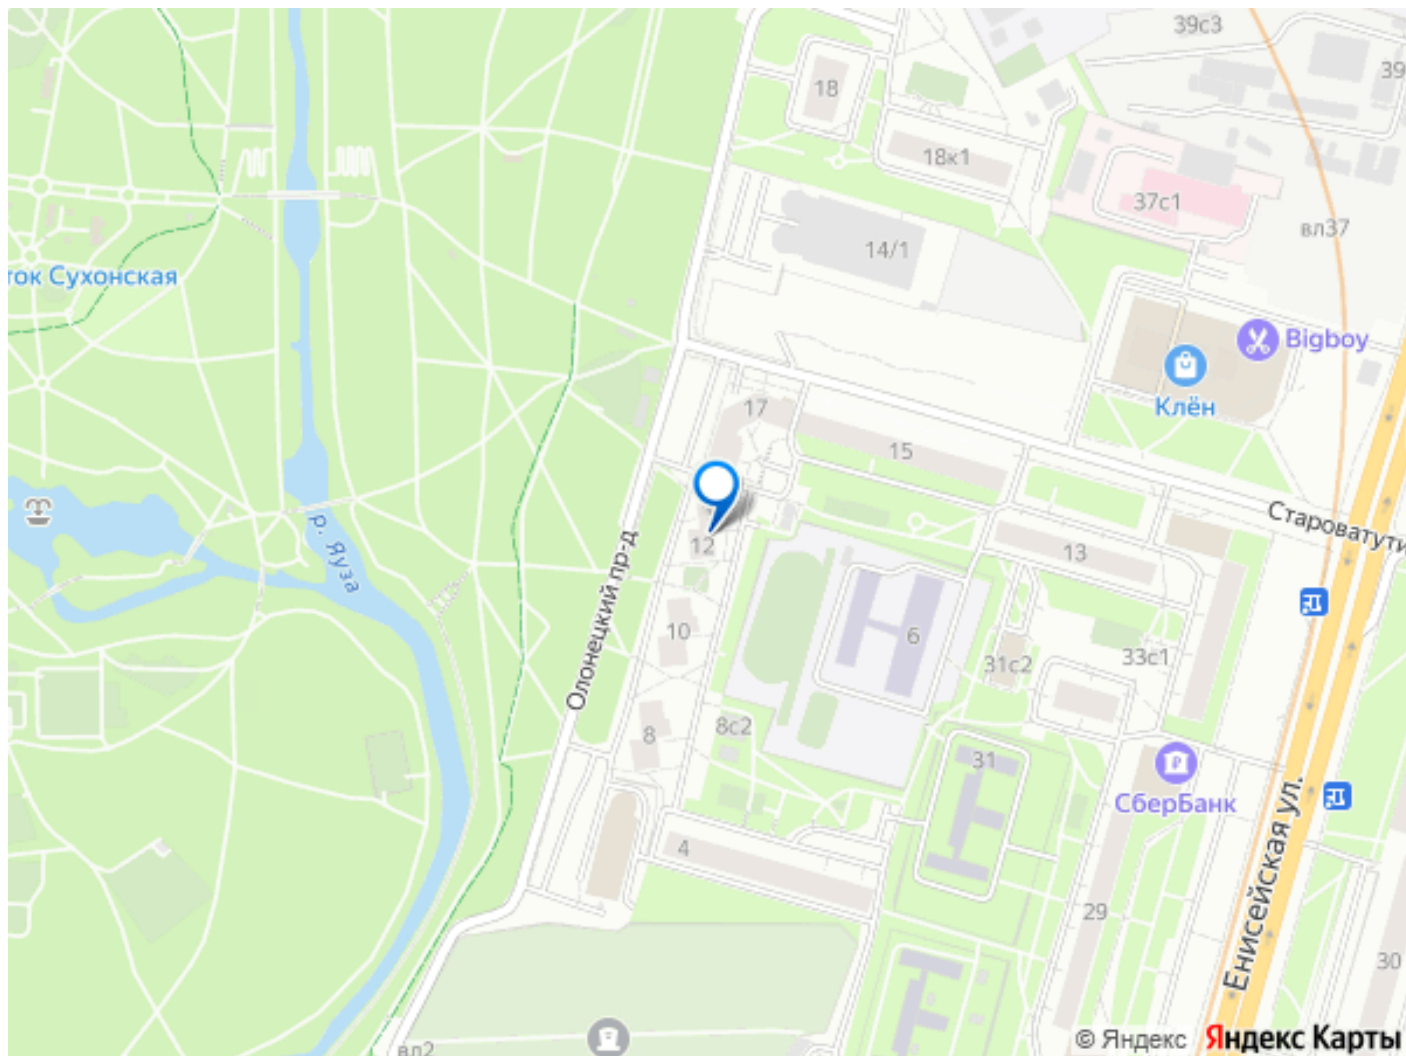 39с3
39
18
18к1
37с1
вл37
14/1
ток Сухонская
Bigboy
Клён
17
15
Староватути
р. Яуза
Олонецкий пр-д
12
13
10
6
31с2
33с1
8
8с2
31
СберБанк
4
29
Енисейская ул.
30
вл2
© Яндекс Яндекс Карты